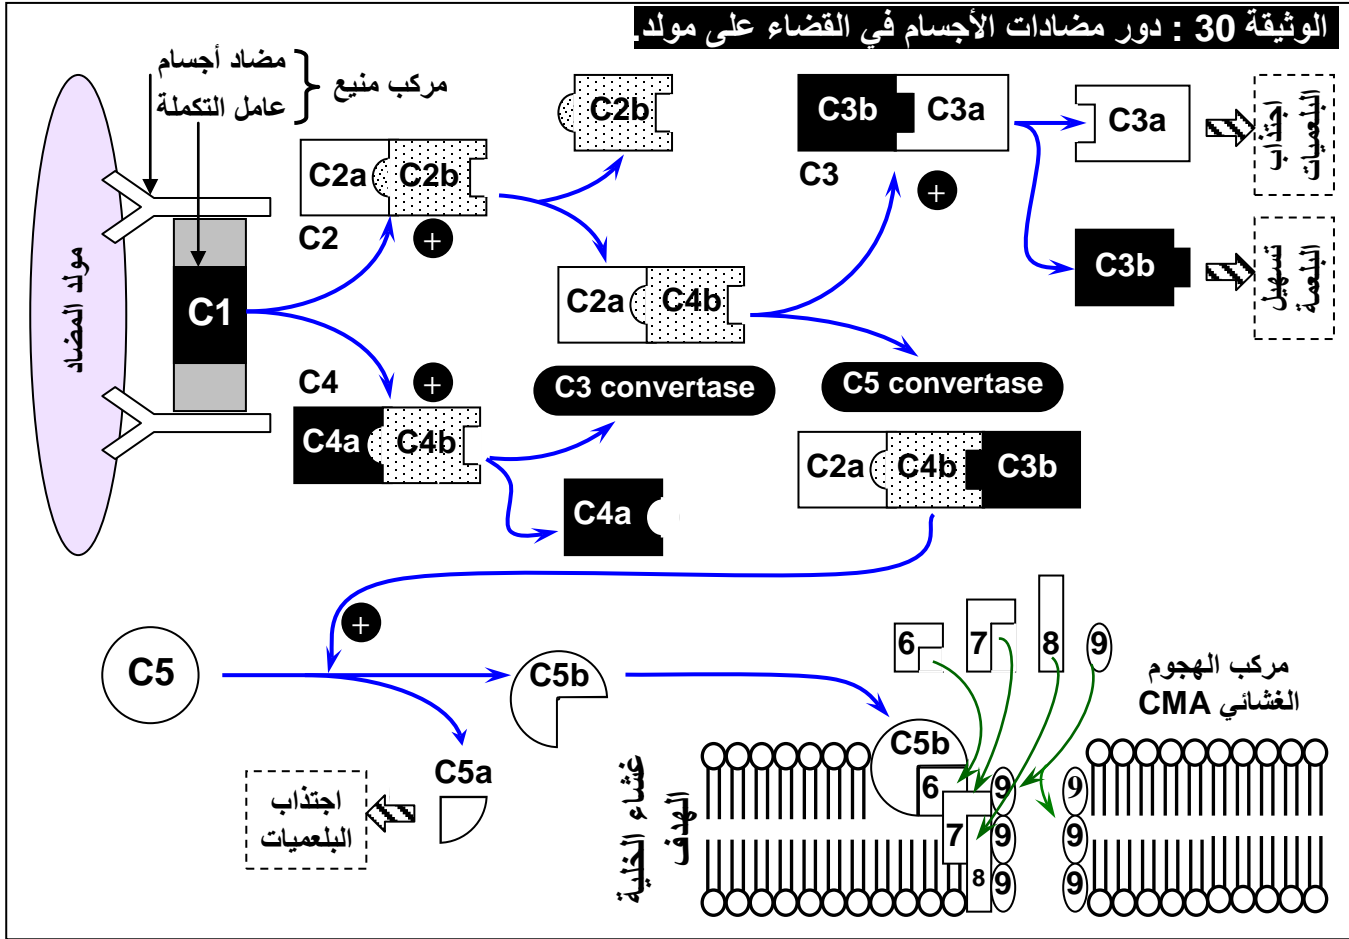 الوثيقة 30 : دور مضادات الأجسام في القضاء على مولد.
مضاد أجسام
عامل التكملة
مركب منيع
مولد المضاد
C1
C2a
C2b
C2
+
C2b
C4
+
C4a
C4b
C2a
C4b
C3 convertase
C4a
C3b
C3a
C3
+
C3a
اجتذاب
البلعميات
C3b
تسهيل
البلعمة
C5 convertase
C2a
C4b
C3b
+
C5
C5b
C5a
اجتذاب
البلعميات
6
7
8
9
مركب الهجوم
الغشائي CMA
غشاء الخلية
الهدف
C5b
6
7
8
9
9
9
9
9
9